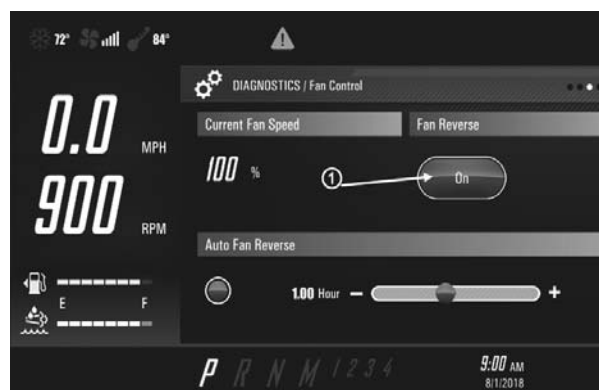 72° 84°
DIAGNOSTICS / Fan Control
Current Fan Speed Fan Reverse
0.0 MPH
100 % 1 On
900 RPM
Auto Fan Reverse
1.00 Hour − +
E F
P R N M 1 2 3 4
9:00 AM
8/1/2018